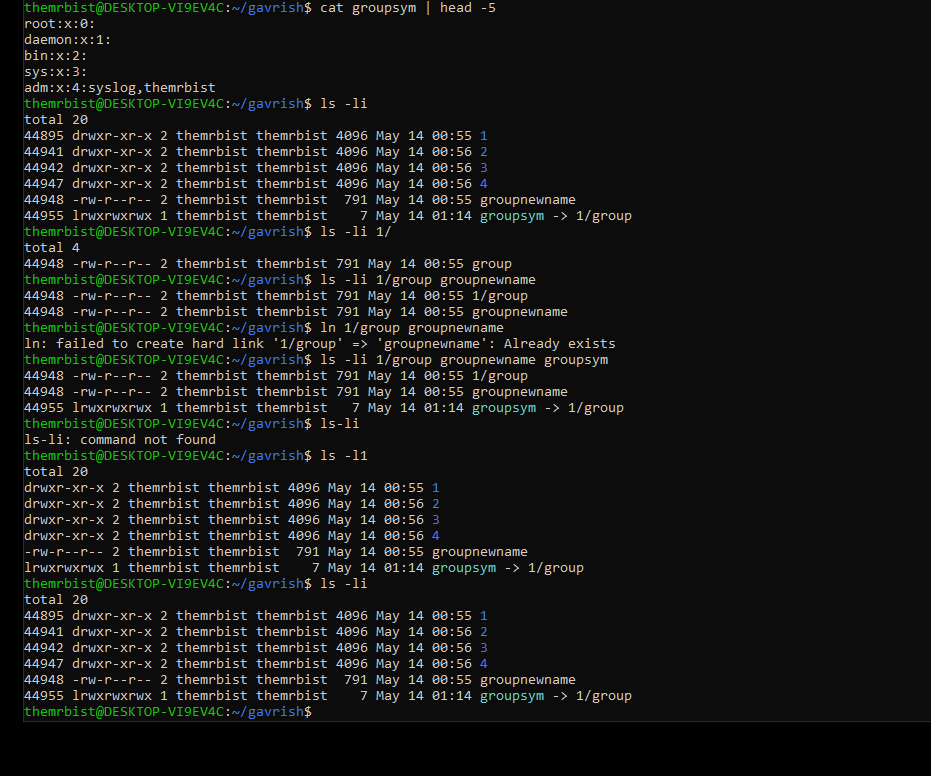 themrbist@DESKTOP-VI9EV4C:~/gavrish$ cat groupsym | head -5
root:x:0:
daemon:x:1:
bin:x:2:
sys:x:3:
adm:x:4:syslog,themrbist
themrbist@DESKTOP-VI9EV4C:~/gavrish$ ls -li
total 20
44895 drwxr-xr-x 2 themrbist themrbist 4096 May 14 00:55 1
44941 drwxr-xr-x 2 themrbist themrbist 4096 May 14 00:56 2
44942 drwxr-xr-x 2 themrbist themrbist 4096 May 14 00:56 3
44947 drwxr-xr-x 2 themrbist themrbist 4096 May 14 00:56 4
44948 -rw-r--r-- 2 themrbist themrbist  791 May 14 00:55 groupnewname
44955 lrwxrwxrwx 1 themrbist themrbist    7 May 14 01:14 groupsym -> 1/group
themrbist@DESKTOP-VI9EV4C:~/gavrish$ ls -li 1/
total 4
44948 -rw-r--r-- 2 themrbist themrbist 791 May 14 00:55 group
themrbist@DESKTOP-VI9EV4C:~/gavrish$ ls -li 1/group groupnewname
44948 -rw-r--r-- 2 themrbist themrbist 791 May 14 00:55 1/group
44948 -rw-r--r-- 2 themrbist themrbist 791 May 14 00:55 groupnewname
themrbist@DESKTOP-VI9EV4C:~/gavrish$ ln 1/group groupnewname
ln: failed to create hard link '1/group' => 'groupnewname': Already exists
themrbist@DESKTOP-VI9EV4C:~/gavrish$ ls -li 1/group groupnewname groupsym
44948 -rw-r--r-- 2 themrbist themrbist 791 May 14 00:55 1/group
44948 -rw-r--r-- 2 themrbist themrbist 791 May 14 00:55 groupnewname
44955 lrwxrwxrwx 1 themrbist themrbist   7 May 14 01:14 groupsym -> 1/group
themrbist@DESKTOP-VI9EV4C:~/gavrish$ ls-li
ls-li: command not found
themrbist@DESKTOP-VI9EV4C:~/gavrish$ ls -l1
total 20
drwxr-xr-x 2 themrbist themrbist 4096 May 14 00:55 1
drwxr-xr-x 2 themrbist themrbist 4096 May 14 00:56 2
drwxr-xr-x 2 themrbist themrbist 4096 May 14 00:56 3
drwxr-xr-x 2 themrbist themrbist 4096 May 14 00:56 4
-rw-r--r-- 2 themrbist themrbist  791 May 14 00:55 groupnewname
lrwxrwxrwx 1 themrbist themrbist    7 May 14 01:14 groupsym -> 1/group
themrbist@DESKTOP-VI9EV4C:~/gavrish$ ls -li
total 20
44895 drwxr-xr-x 2 themrbist themrbist 4096 May 14 00:55 1
44941 drwxr-xr-x 2 themrbist themrbist 4096 May 14 00:56 2
44942 drwxr-xr-x 2 themrbist themrbist 4096 May 14 00:56 3
44947 drwxr-xr-x 2 themrbist themrbist 4096 May 14 00:56 4
44948 -rw-r--r-- 2 themrbist themrbist  791 May 14 00:55 groupnewname
44955 lrwxrwxrwx 1 themrbist themrbist    7 May 14 01:14 groupsym -> 1/group
themrbist@DESKTOP-VI9EV4C:~/gavrish$